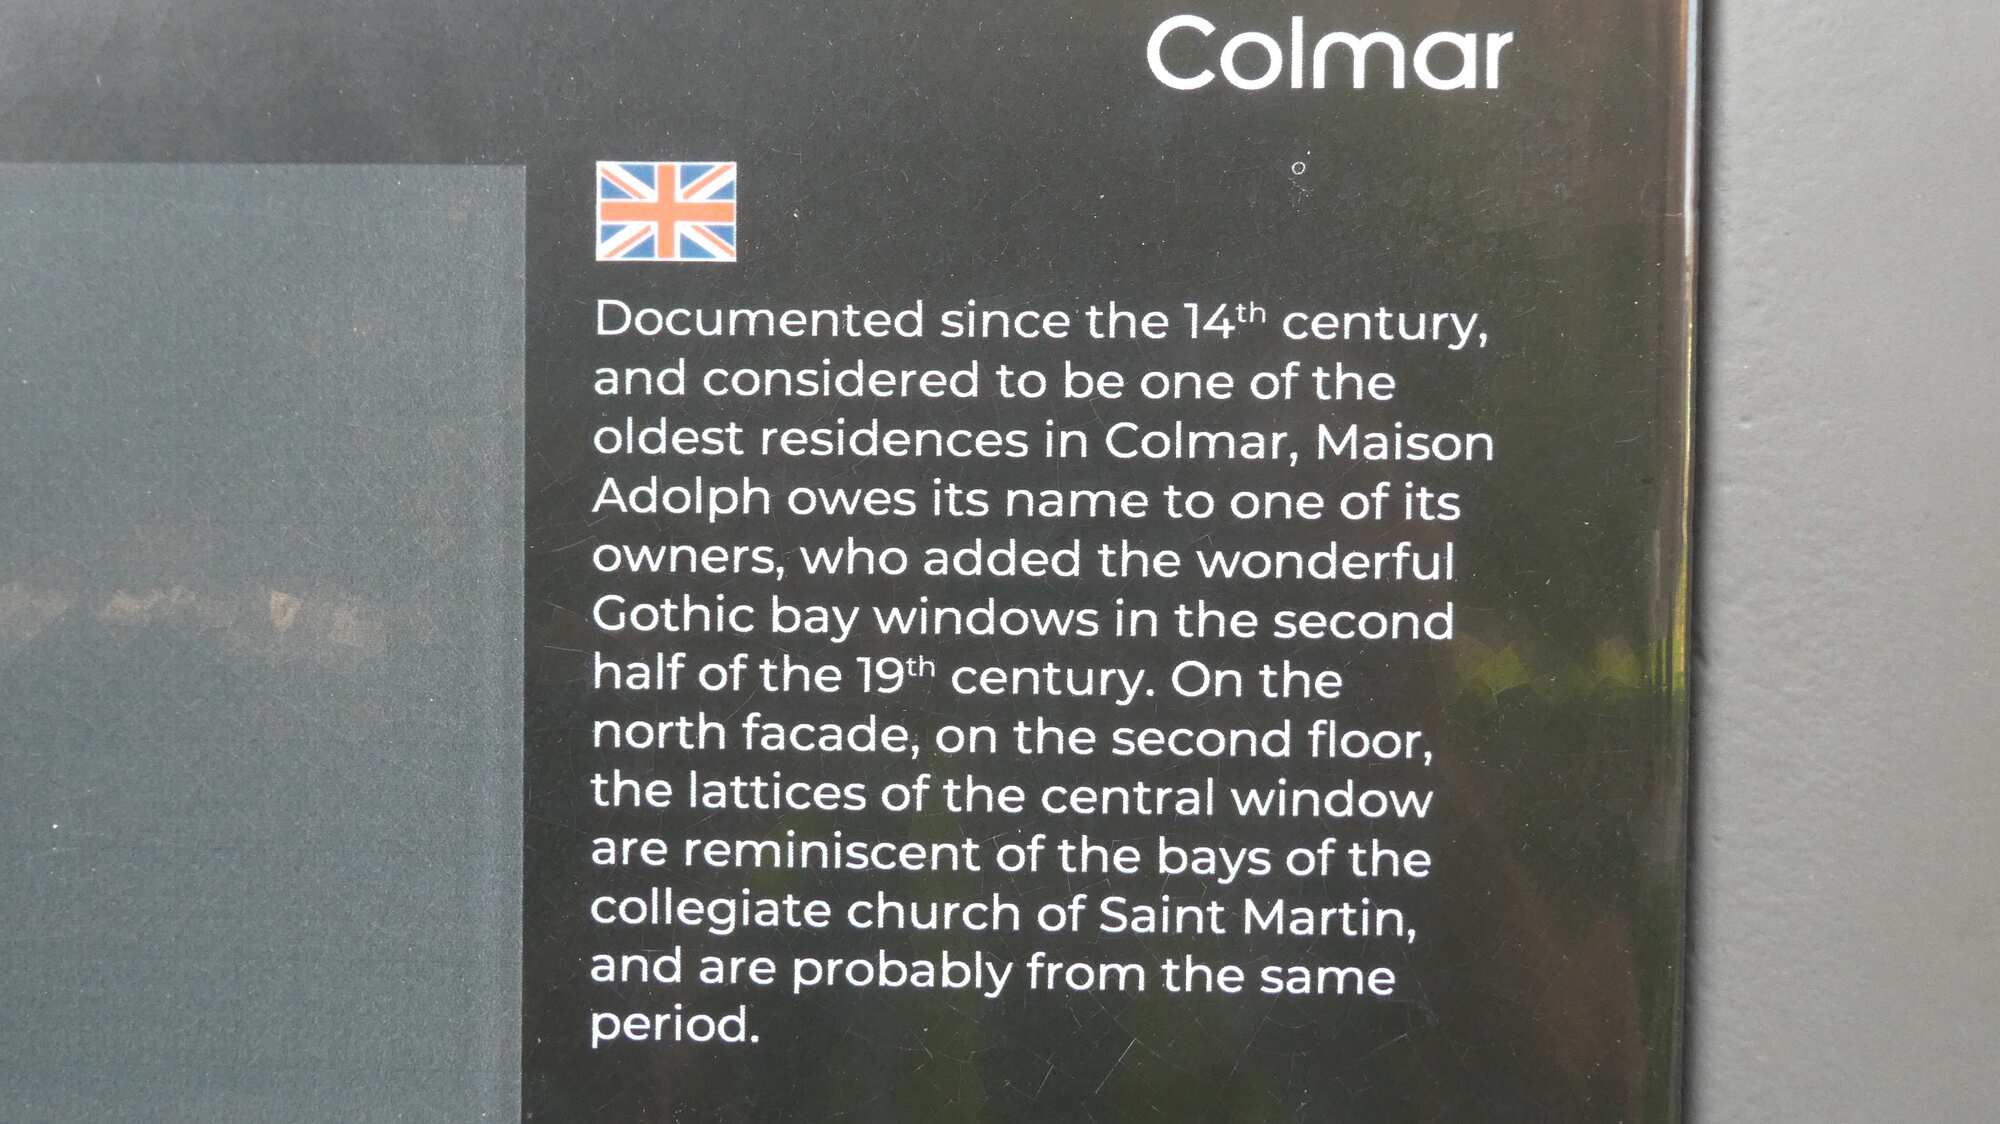 Colmar
Documented since the 14th century,
and considered to be one of the
oldest residences in Colmar, Maison
Adolph owes its name to one of its
owners, who added the wonderful
Gothic bay windows in the second
half of the 19th century. On the
north facade, on the second floor,
the lattices of the central window
are reminiscent of the bays of the
collegiate church of Saint Martin,
and are probably from the same
period.